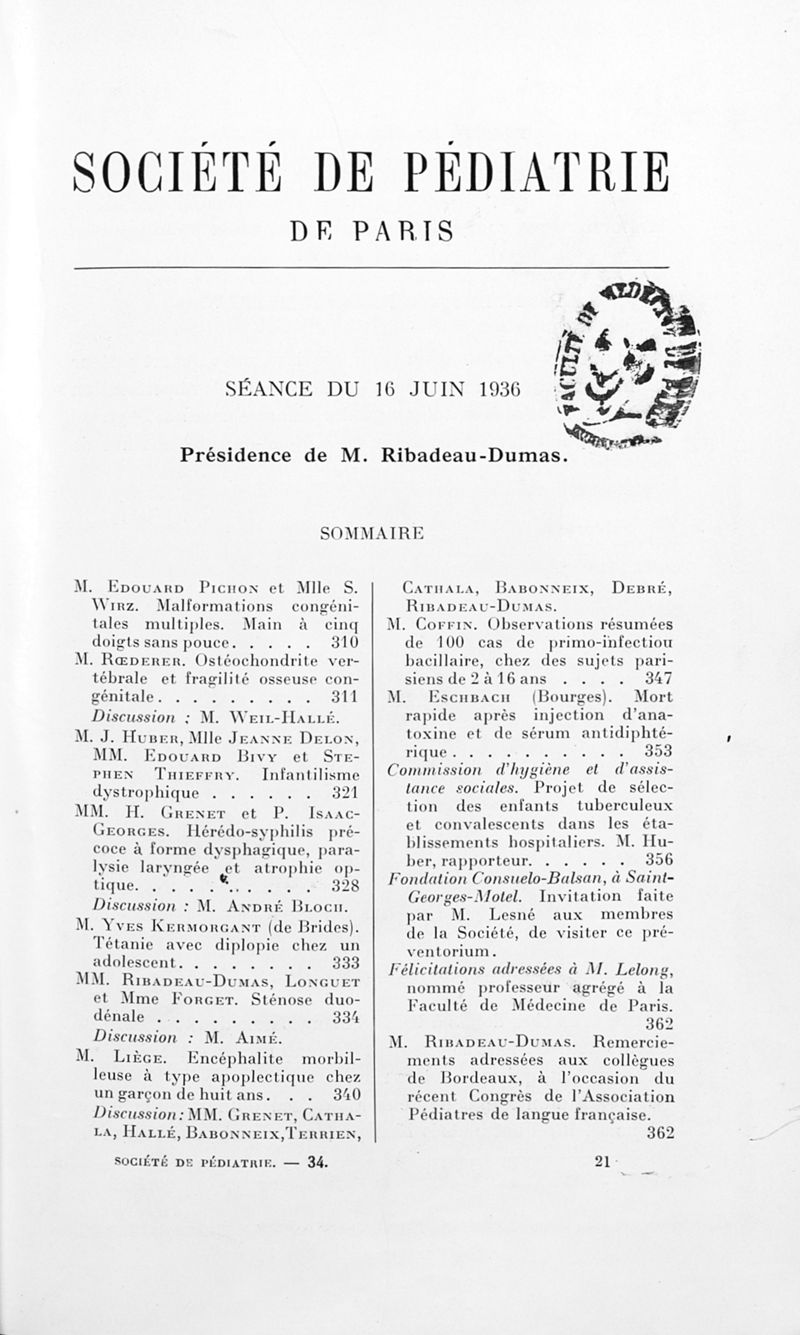 SOCIÉTÉ DE PÉDIATRIE
DE PARIS
FACULTÉ DE MÉDECINE
SÉANCE DU 16 JUIN 1936
Présidence de M. Ribadeau-Dumas.
SOMMAIRE
M. Edouard Pichon et Mlle S.
Wirz. Malformations congéni-
tales multiples. Main à cinq
doigts sans pouce. . . . . 310
M. Rœderer. Ostéochondrite ver-
tébrale et fragilité osseuse con-
génitale. . . . . . . . . 311
Discussion : M. Weil-Hallé.
M. J. Huber, Mlle Jeanne Delon,
MM. Edouard Bivy et Ste-
phen Thieffry. Infantilisme
dystrophique . . . . . . 321
MM. H. Grenet et P. Isaac-
Georges. Hérédo-syphilis pré-
coce à forme dysphagique, para-
lysie laryngée et atrophie op-
tique. . . . . . . . . . 328
Discussion : M. André Bloch.
M. Yves Kermorgant (de Brides).
Tétanie avec diplopie chez un
adolescent. . . . . . . . 333
MM. Ribadeau-Dumas, Longuet
et Mme Forget. Sténose duo-
dénale . . . . . . . . . 334
Discussion : M. Aimé.
M. Liège. Encéphalite morbil-
leuse à type apoplectique chez
un garçon de huit ans. . . 340
Discussion : MM. Grenet, Catha-
la, Hallé, Babonneix, Terrien,
Cathala, Babonneix, Debré,
Ribadeau-Dumas.
M. Coffin. Observations résumées
de 100 cas de primo-infection
bacillaire, chez des sujets pari-
siens de 2 à 16 ans . . . . 347
M. Eschbach (Bourges). Mort
rapide après injection d'ana-
toxine et de sérum antidiphté-
rique . . . . . . . . . . 353
Commission d'hygiène et d'assis-
tance sociales. Projet de sélec-
tion des enfants tuberculeux
et convalescents dans les éta-
blissements hospitaliers. M. Hu-
ber, rapporteur. . . . . . 356
Fondation Consuelo-Balsan, à Saint-
Georges-Motel. Invitation faite
par M. Lesné aux membres
de la Société, de visiter ce pré-
ventorium.
Félicitations adressées à M. Lelong,
nommé professeur agrégé à la
Faculté de Médecine de Paris.
362
M. Ribadeau-Dumas. Remercie-
ments adressées aux collègues
de Bordeaux, à l'occasion du
récent Congrès de l'Association
Pédiatres de langue française.
362
SOCIÉTÉ DE PÉDIATRIE. — 34.
21